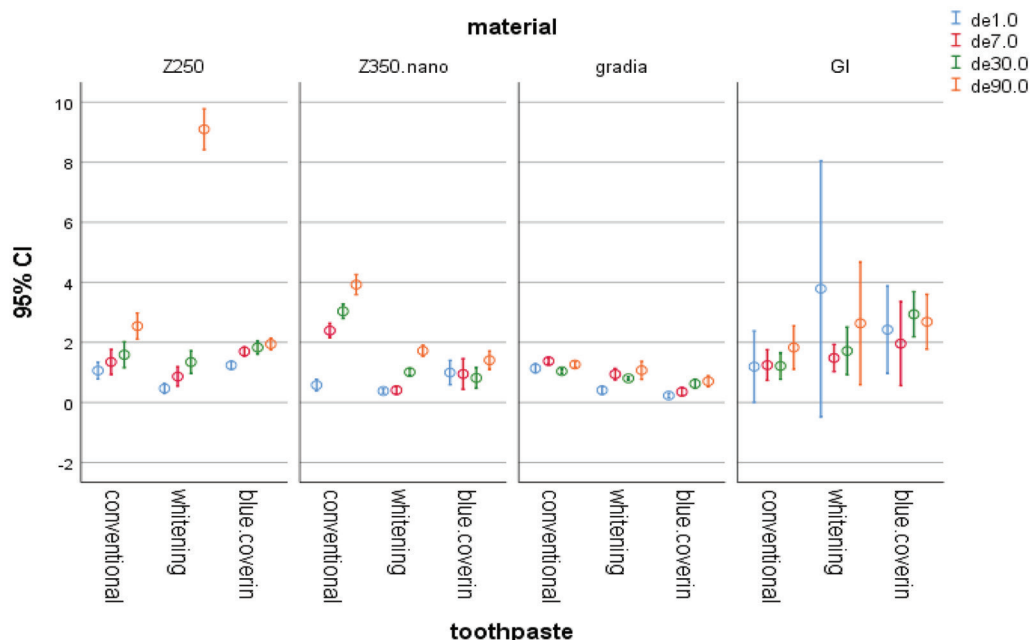 material
de1.0
de7.0
de30.0
de90.0
Z250
Z350.nano
gradia
GI
95% CI
10
8
6
4
2
0
-2
conventional
whitening
blue.coverin
conventional
whitening
blue.coverin
conventional
whitening
blue.coverin
conventional
whitening
blue.coverin
toothpaste